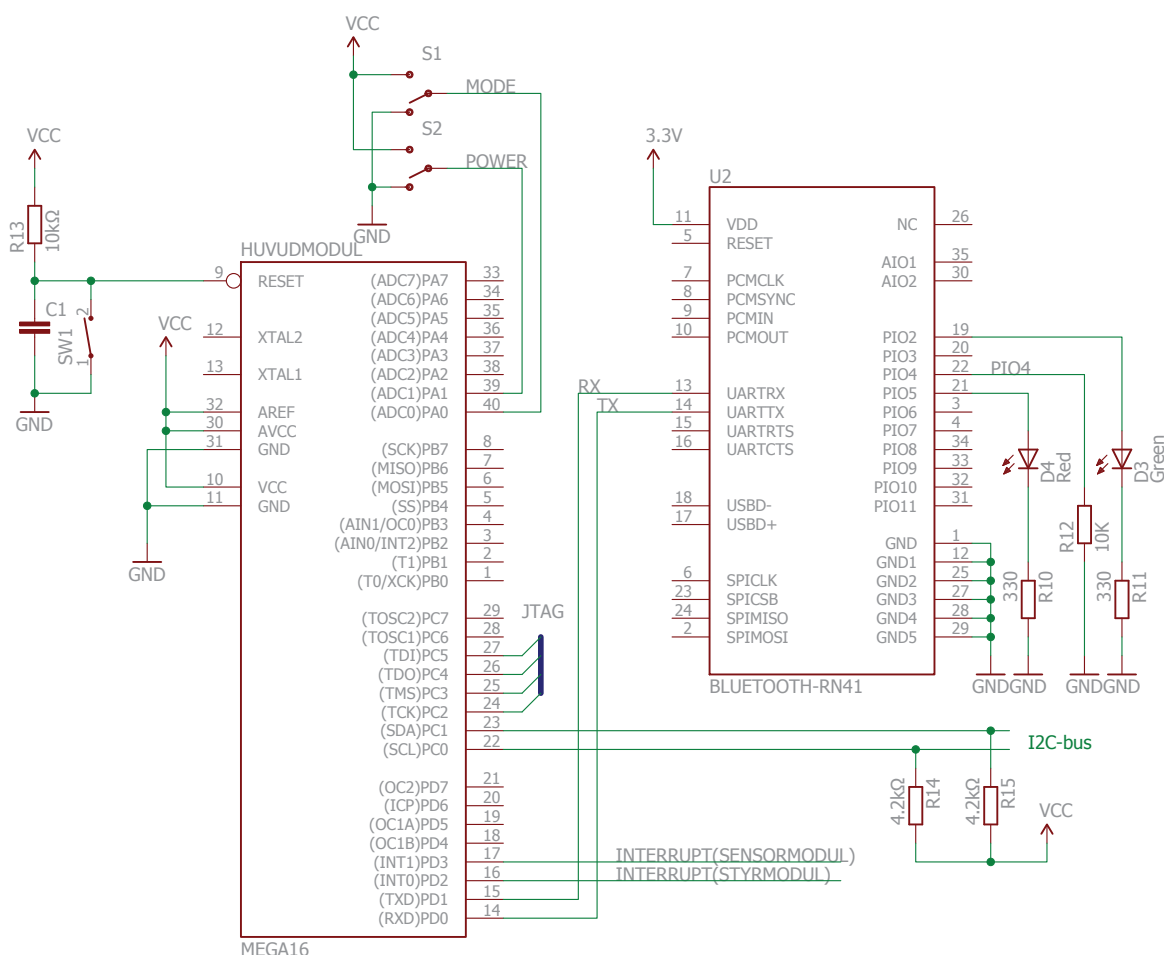 VCC
S1
MODE
S2
POWER
GND
VCC
R13
10kΩ
C1
SW1
2
1
GND
VCC
GND
HUVUDMODUL
9 RESET
12 XTAL2
13 XTAL1
32 AREF
30 AVCC
31 GND
10 VCC
11 GND
(ADC7)PA7 33
(ADC6)PA6 34
(ADC5)PA5 35
(ADC4)PA4 36
(ADC3)PA3 37
(ADC2)PA2 38
(ADC1)PA1 39
(ADC0)PA0 40
(SCK)PB7 8
(MISO)PB6 7
(MOSI)PB5 6
(SS)PB4 5
(AIN1/OC0)PB3 4
(AIN0/INT2)PB2 3
(T1)PB1 2
(T0/XCK)PB0 1
(TOSC2)PC7 29
(TOSC1)PC6 28
(TDI)PC5 27
(TDO)PC4 26
(TMS)PC3 25
(TCK)PC2 24
(SDA)PC1 23
(SCL)PC0 22
(OC2)PD7 21
(ICP)PD6 20
(OC1A)PD5 19
(OC1B)PD4 18
(INT1)PD3 17
(INT0)PD2 16
(TXD)PD1 15
(RXD)PD0 14
MEGA16
JTAG
RX
TX
INTERRUPT(SENSORMODUL)
INTERRUPT(STYRMODUL)
3.3V
U2
11 VDD
5 RESET
7 PCMCLK
8 PCMSYNC
9 PCMIN
10 PCMOUT
13 UARTRX
14 UARTTX
15 UARTRTS
16 UARTCTS
18 USBD-
17 USBD+
6 SPICLK
23 SPICSB
24 SPIMISO
2 SPIMOSI
NC 26
AIO1 35
AIO2 30
PIO2 19
PIO3 20
PIO4 22
PIO5 21
PIO6 3
PIO7 4
PIO8 34
PIO9 33
PIO10 32
PIO11 31
GND 1
GND1 12
GND2 25
GND3 27
GND4 28
GND5 29
BLUETOOTH-RN41
PIO4
D4
Red
D3
Green
R12
10K
330
R10
330
R11
GND
GND
GND
GND
I2C-bus
4.2kΩ
R14
4.2kΩ
R15
VCC